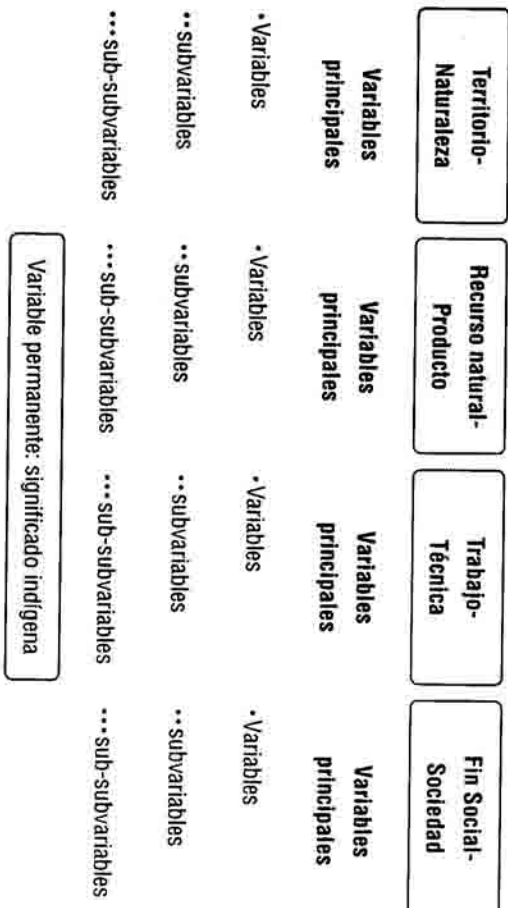 Territorio-
Naturaleza
Recurso natural-
Producto
Trabajo-
Técnica
Fin Social-
Sociedad
Variables
principales
Variables
principales
Variables
principales
Variables
principales
•Variables
•Variables
•Variables
•Variables
••subvariables
••subvariables
••subvariables
••subvariables
•••sub-subvariables
•••sub-subvariables
•••sub-subvariables
•••sub-subvariables
Variable permanente: significado indígena